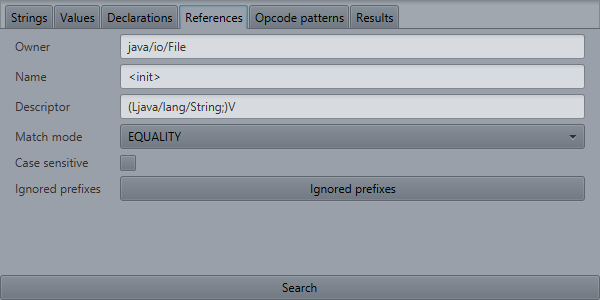 Strings Values Declarations References Opcode patterns Results
Owner java/io/File
Name <init>
Descriptor (Ljava/lang/String;)V
Match mode EQUALITY
Case sensitive
Ignored prefixes Ignored prefixes
Search